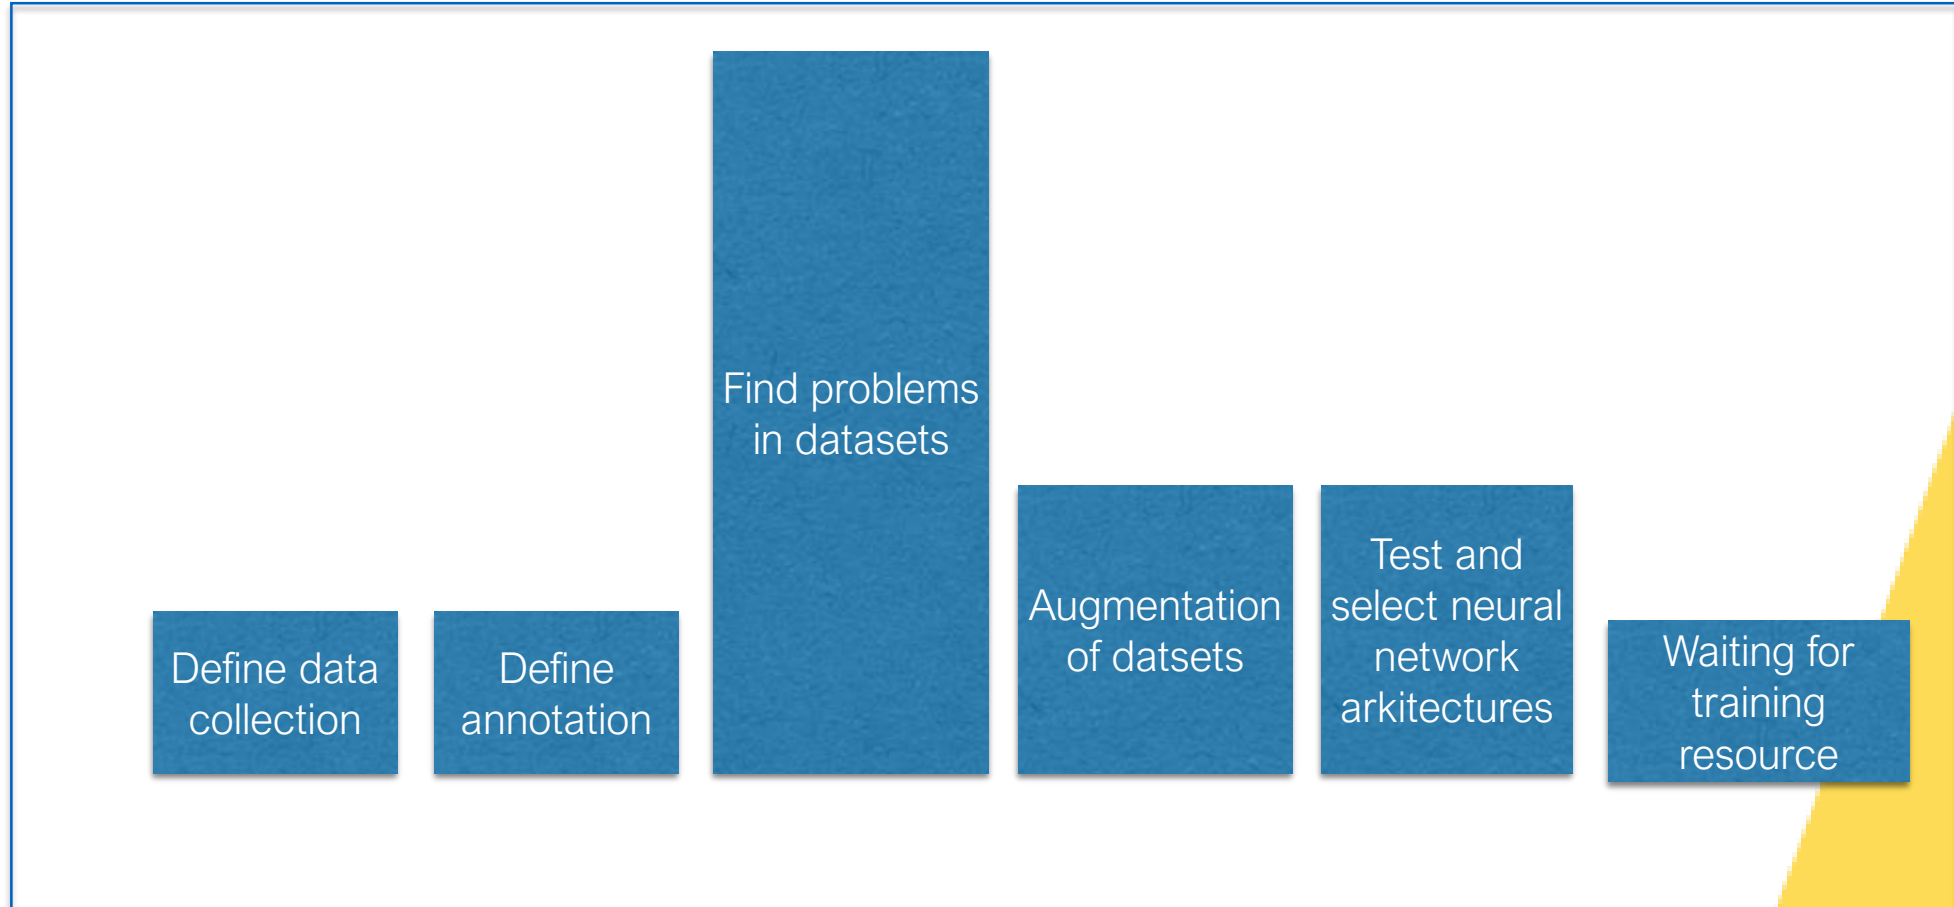 Define data
collection
Define
annotation
Find problems
in datasets
Augmentation
of datsets
Test and
select neural
network
arkitectures
Waiting for
training
resource